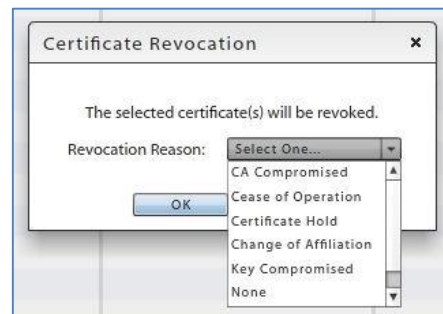 Certificate Revocation
The selected certificate(s) will be revoked.
Revocation Reason: Select One...
CA Compromised
Cease of Operation
Certificate Hold
Change of Affiliation
Key Compromised
None
OK